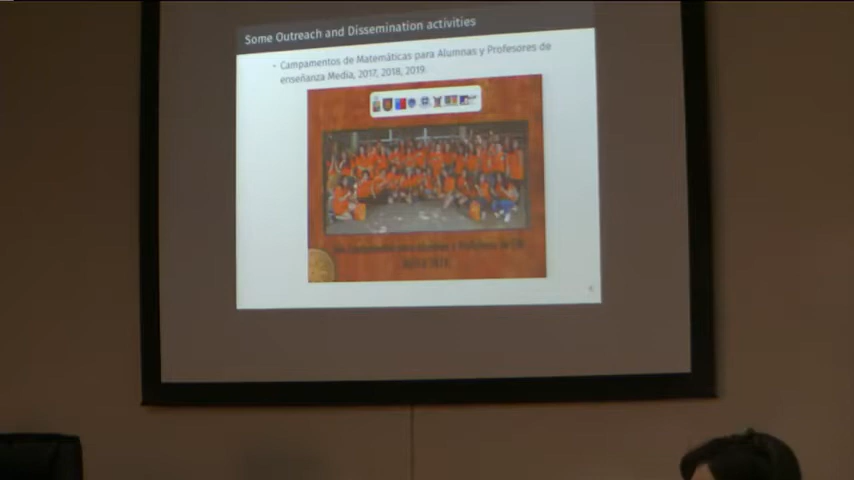 Some Outreach and Dissemination activities
• Campamentos de Matemáticas para Alumnas y Profesores de
enseñanza Media, 2017, 2018, 2019.